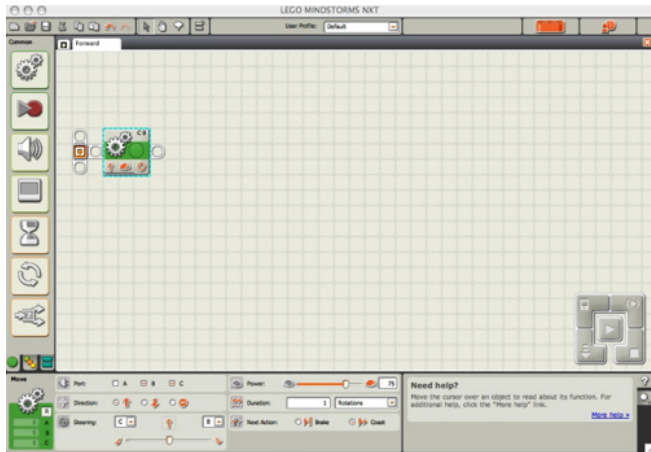 LEGO MINDSTORMS NXT
User Profile: Default
Common
Forward
C B
Move
Port: A B C
Power: 75
Direction:
Duration: 1 Rotations
Steering: C B
Next Action: Brake Coast
R
A
B
C
Need help?
Move the cursor over an object to read about its function. For
additional help, click the "More help" link.
More help »